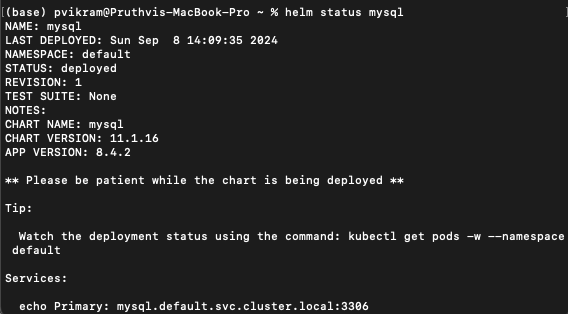 (base) pvikram@Pruthvis-MacBook-Pro ~ % helm status mysql
NAME: mysql
LAST DEPLOYED: Sun Sep  8 14:09:35 2024
NAMESPACE: default
STATUS: deployed
REVISION: 1
TEST SUITE: None
NOTES:
CHART NAME: mysql
CHART VERSION: 11.1.16
APP VERSION: 8.4.2
** Please be patient while the chart is being deployed **
Tip:
  Watch the deployment status using the command: kubectl get pods -w --namespace
 default
Services:
  echo Primary: mysql.default.svc.cluster.local:3306